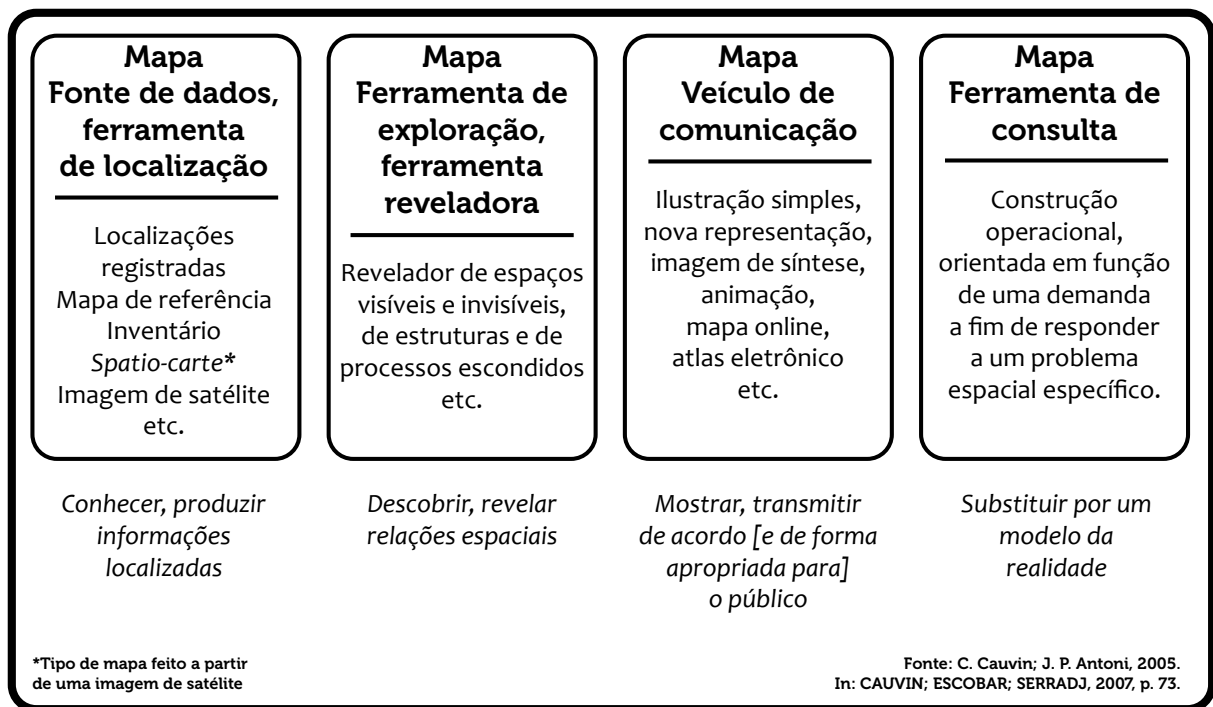 Mapa
Fonte de dados,
ferramenta
de localização
Localizações
registradas
Mapa de referência
Inventário
Spatio-carte*
Imagem de satélite
etc.
Conhecer, produzir
informações
localizadas
Mapa
Ferramenta de
exploração,
ferramenta
reveladora
Revelador de espaços
visíveis e invisíveis,
de estruturas e de
processos escondidos
etc.
Descobrir, revelar
relações espaciais
Mapa
Veículo de
comunicação
Ilustração simples,
nova representação,
imagem de síntese,
animação,
mapa online,
atlas eletrônico
etc.
Mostrar, transmitir
de acordo [e de forma
apropriada para]
o público
Mapa
Ferramenta de
consulta
Construção
operacional,
orientada em função
de uma demanda
a fim de responder
a um problema
espacial específico.
Substituir por um
modelo da
realidade
*Tipo de mapa feito a partir
de uma imagem de satélite
Fonte: C. Cauvin; J. P. Antoni, 2005.
In: CAUVIN; ESCOBAR; SERRADJ, 2007, p. 73.